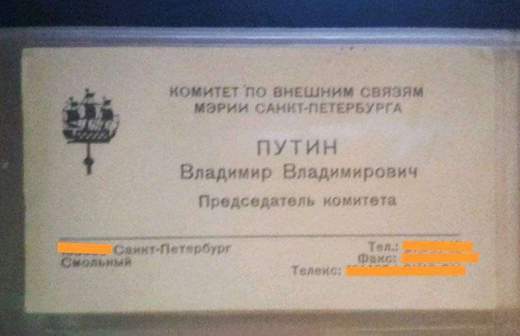 КОМИТЕТ ПО ВНЕШНИМ СВЯЗЯМ
МЭРИИ САНКТ-ПЕТЕРБУРГА
ПУТИН
Владимир Владимирович
Председатель комитета
Санкт-Петербург
Смольный
Тел.:
Факс:
Телекс: